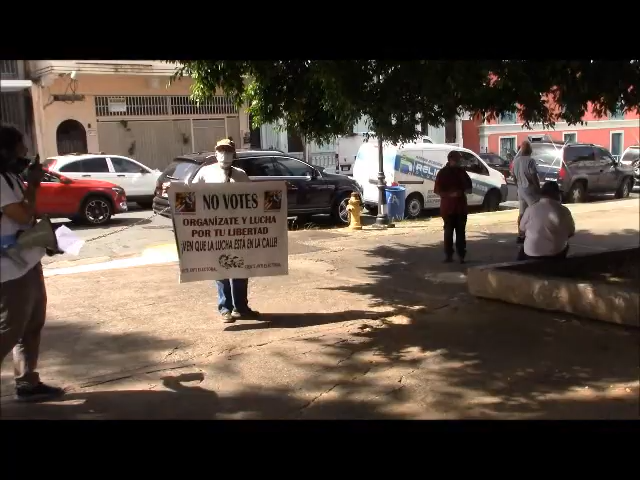 NO VOTES
ORGANÍZATE Y LUCHA
POR TU LIBERTAD
¡VEN QUE LA LUCHA ESTÁ EN LA CALLE!